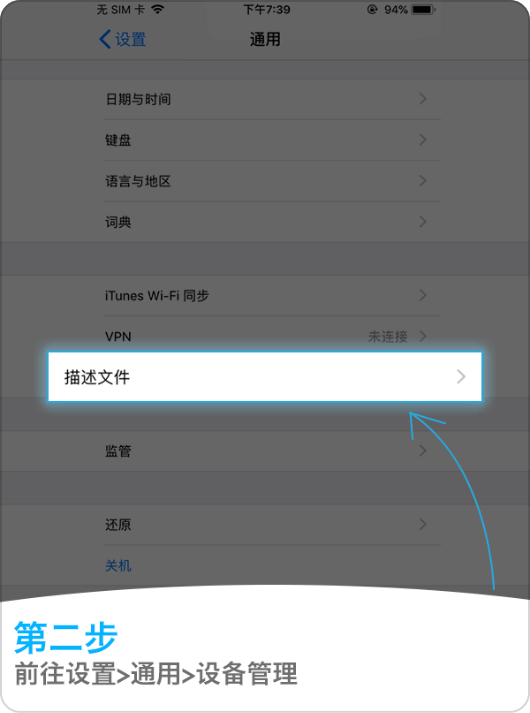 无 SIM 卡 下午7:39 94%
设置 通用
日期与时间
键盘
语言与地区
词典
iTunes Wi-Fi 同步
VPN 未连接
描述文件
监管
还原
关机
第二步
前往设置>通用>设备管理